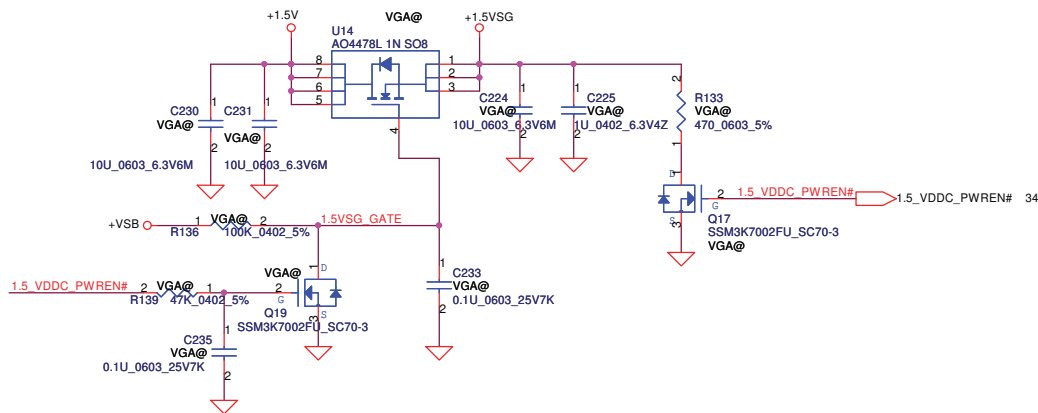 +1.5V
VGA@
+1.5VSG
U14
AO4478L 1N SO8
8
7
6
5
1
2
3
4
C230
VGA@
1
2
10U_0603_6.3V6M
C231
VGA@
1
2
10U_0603_6.3V6M
C224
VGA@
1
2
10U_0603_6.3V6M
C225
VGA@
1
2
1U_0402_6.3V4Z
2
R133
VGA@
470_0603_5%
1
1
D
1.5_VDDC_PWREN#
2
G
S
3
Q17
SSM3K7002FU_SC70-3
VGA@
1.5_VDDC_PWREN# 34
+VSB
1
VGA@
2
R136
100K_0402_5%
1.5VSG_GATE
1.5_VDDC_PWREN#
2
VGA@
1
R139
47K_0402_5%
VGA@
1
D
2
G
S
3
Q19
SSM3K7002FU_SC70-3
1
C233
VGA@
0.1U_0603_25V7K
2
C235
1
VGA@
0.1U_0603_25V7K
2